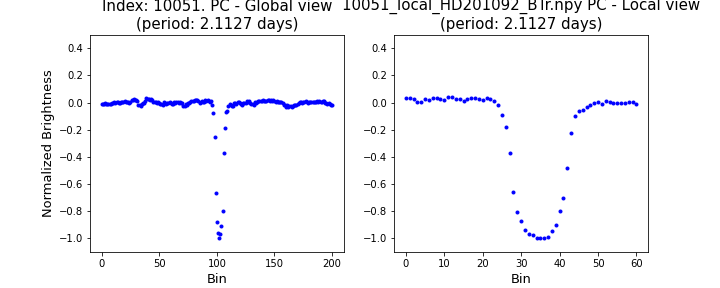 Index: 10051. PC - Global view
(period: 2.1127 days)
10051_local_HD201092_BTr.npy PC - Local view
(period: 2.1127 days)
Normalized Brightness
0.4
0.2
0.0
−0.2
−0.4
−0.6
−0.8
−1.0
0 50 100 150 200
Bin
0.4
0.2
0.0
−0.2
−0.4
−0.6
−0.8
−1.0
0 10 20 30 40 50 60
Bin